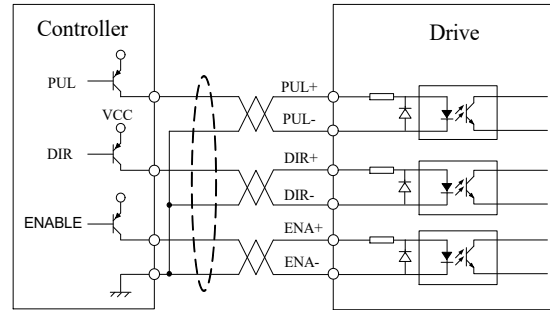 Controller
Drive
PUL
PUL+
VCC
PUL-
DIR
DIR+
DIR-
ENABLE
ENA+
ENA-